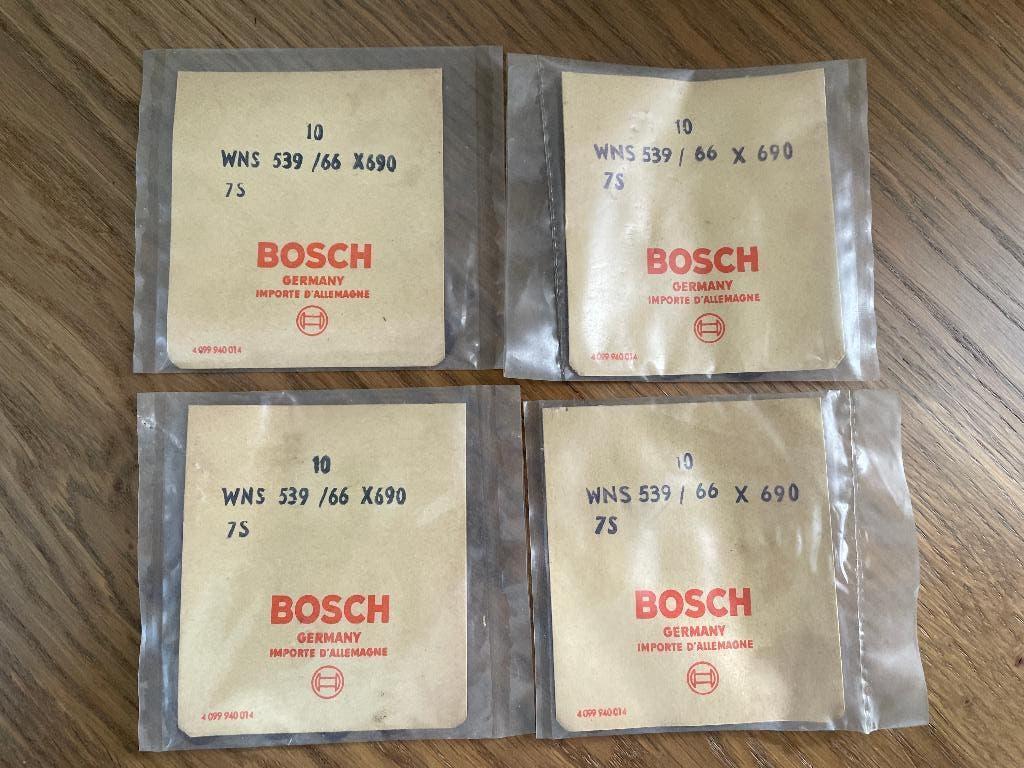 10
WNS 539 /66 X690
7S
BOSCH
GERMANY
IMPORTE D'ALLEMAGNE
4 099 940 014
10
WNS 539 / 66 X 690
7S
BOSCH
GERMANY
IMPORTE D'ALLEMAGNE
4 099 940 014
10
WNS 539 /66 X690
7S
BOSCH
GERMANY
IMPORTE D'ALLEMAGNE
4 099 940 014
10
WNS 539 / 66 X 690
7S
BOSCH
GERMANY
IMPORTE D'ALLEMAGNE
4 099 940 014